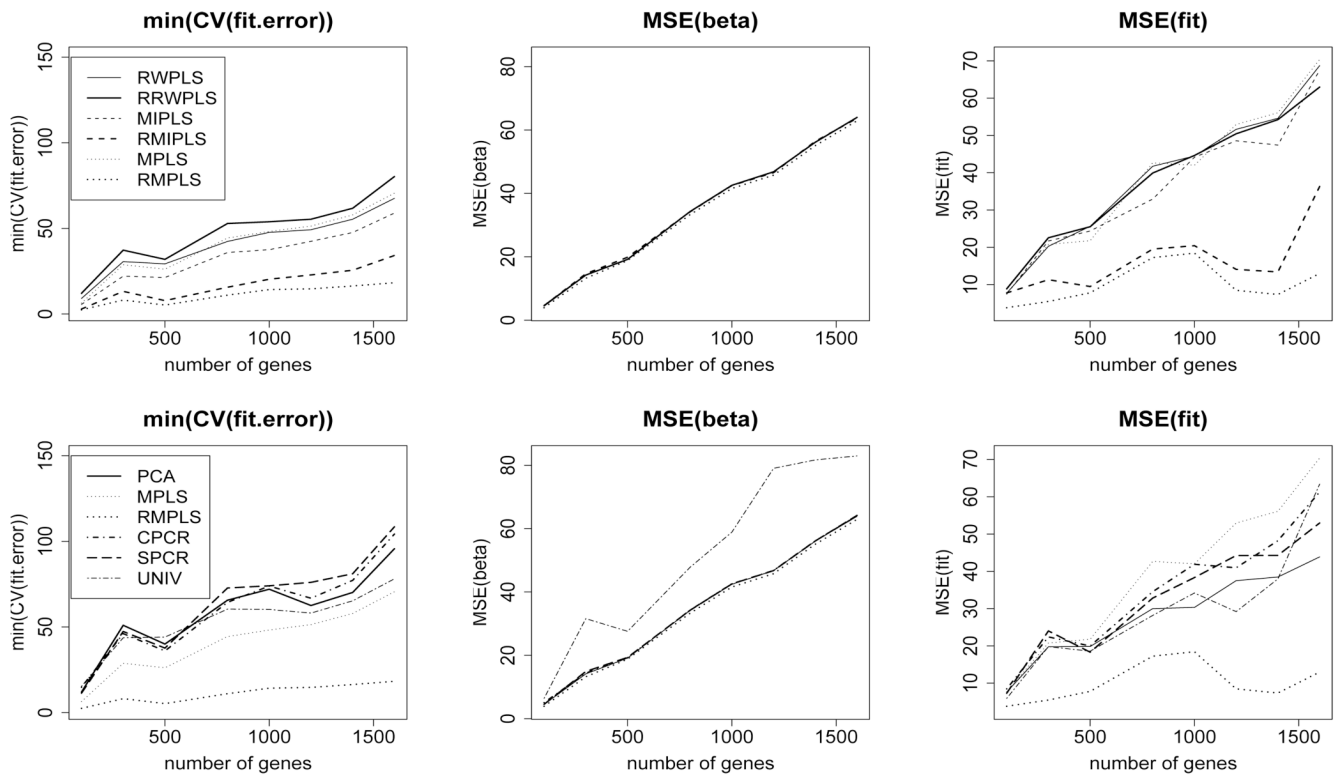 min(CV(fit.error))
min(CV(fit.error))
0 50 100 150
RWPLS
RRWPLS
MIPLS
RMIPLS
MPLS
RMPLS
500 1000 1500
number of genes
MSE(beta)
MSE(beta)
0 20 40 60 80
500 1000 1500
number of genes
MSE(fit)
MSE(fit)
10 20 30 40 50 60 70
500 1000 1500
number of genes
min(CV(fit.error))
min(CV(fit.error))
0 50 100 150
PCA
MPLS
RMPLS
CPCR
SPCR
UNIV
500 1000 1500
number of genes
MSE(beta)
MSE(beta)
0 20 40 60 80
500 1000 1500
number of genes
MSE(fit)
MSE(fit)
10 20 30 40 50 60 70
500 1000 1500
number of genes